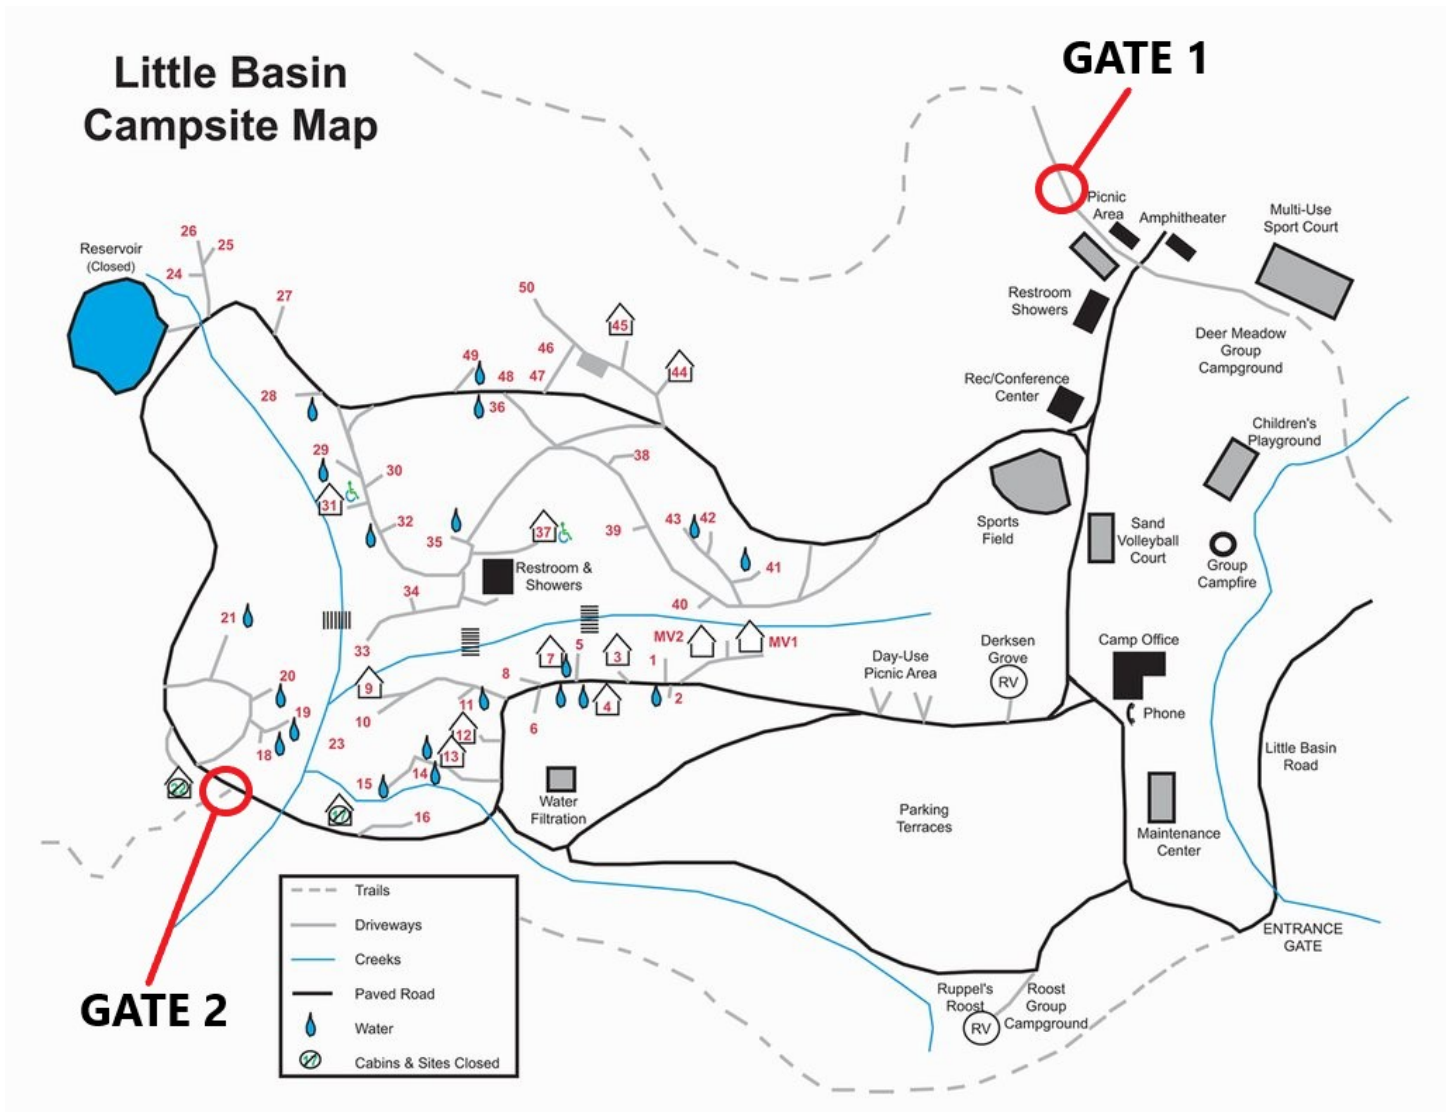 Little Basin
Campsite Map
GATE 1
Picnic
Area
Amphitheater
Multi-Use
Sport Court
Reservoir
(Closed)
26
25
24
27
50
45
46
49
48
47
44
28
36
Restroom
Showers
Deer Meadow
Group
Campground
Rec/Conference
Center
Children's
Playground
29
30
38
31
32
35
37
39
43
42
41
Sports
Field
Sand
Volleyball
Court
Group
Campfire
Restroom &
Showers
34
40
21
33
MV2
MV1
5
7
3
1
8
9
20
2
4
11
10
6
Day-Use
Picnic Area
Derksen
Grove
RV
Camp Office
Phone
19
18
23
12
13
14
15
16
Water
Filtration
Parking
Terraces
Little Basin
Road
Maintenance
Center
ENTRANCE
GATE
Ruppel's
Roost
RV
Roost
Group
Campground
GATE 2
Trails
Driveways
Creeks
Paved Road
Water
Cabins & Sites Closed